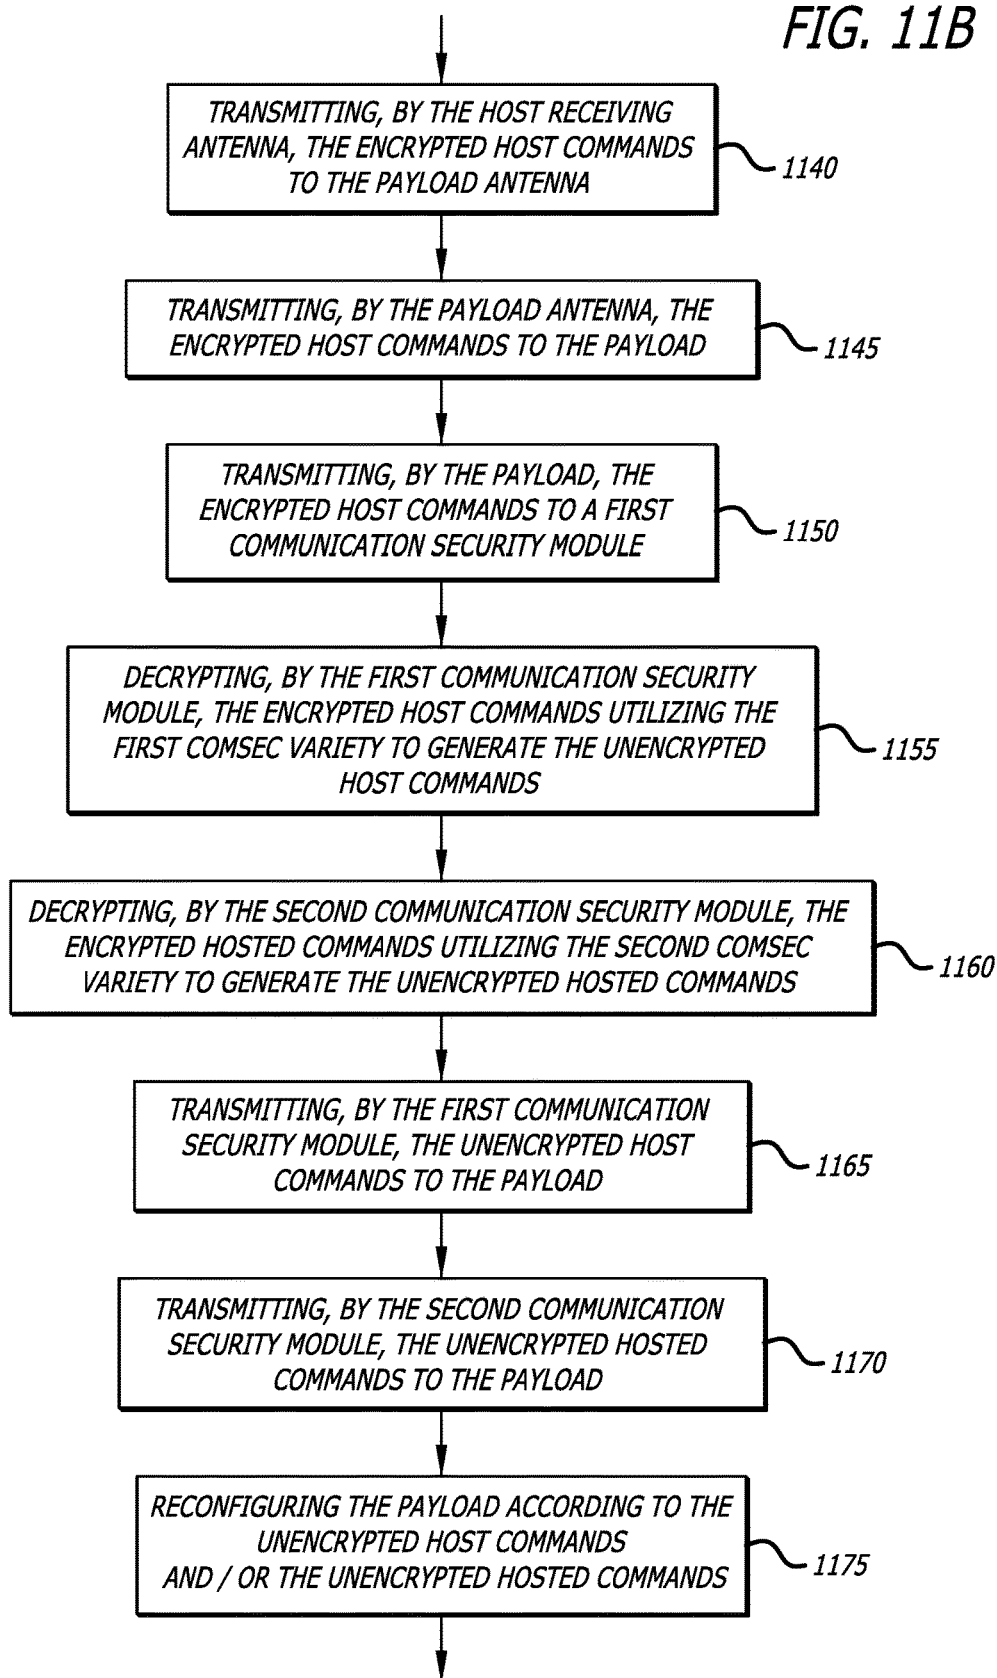 FIG. 11B
TRANSMITTING, BY THE HOST RECEIVING
ANTENNA, THE ENCRYPTED HOST COMMANDS
TO THE PAYLOAD ANTENNA
1140
TRANSMITTING, BY THE PAYLOAD ANTENNA, THE
ENCRYPTED HOST COMMANDS TO THE PAYLOAD
1145
TRANSMITTING, BY THE PAYLOAD, THE
ENCRYPTED HOST COMMANDS TO A FIRST
COMMUNICATION SECURITY MODULE
1150
DECRYPTING, BY THE FIRST COMMUNICATION SECURITY
MODULE, THE ENCRYPTED HOST COMMANDS UTILIZING THE
FIRST COMSEC VARIETY TO GENERATE THE UNENCRYPTED
HOST COMMANDS
1155
DECRYPTING, BY THE SECOND COMMUNICATION SECURITY MODULE, THE
ENCRYPTED HOSTED COMMANDS UTILIZING THE SECOND COMSEC
VARIETY TO GENERATE THE UNENCRYPTED HOSTED COMMANDS
1160
TRANSMITTING, BY THE FIRST COMMUNICATION
SECURITY MODULE, THE UNENCRYPTED HOST
COMMANDS TO THE PAYLOAD
1165
TRANSMITTING, BY THE SECOND COMMUNICATION
SECURITY MODULE, THE UNENCRYPTED HOSTED
COMMANDS TO THE PAYLOAD
1170
RECONFIGURING THE PAYLOAD ACCORDING TO THE
UNENCRYPTED HOST COMMANDS
AND / OR THE UNENCRYPTED HOSTED COMMANDS
1175